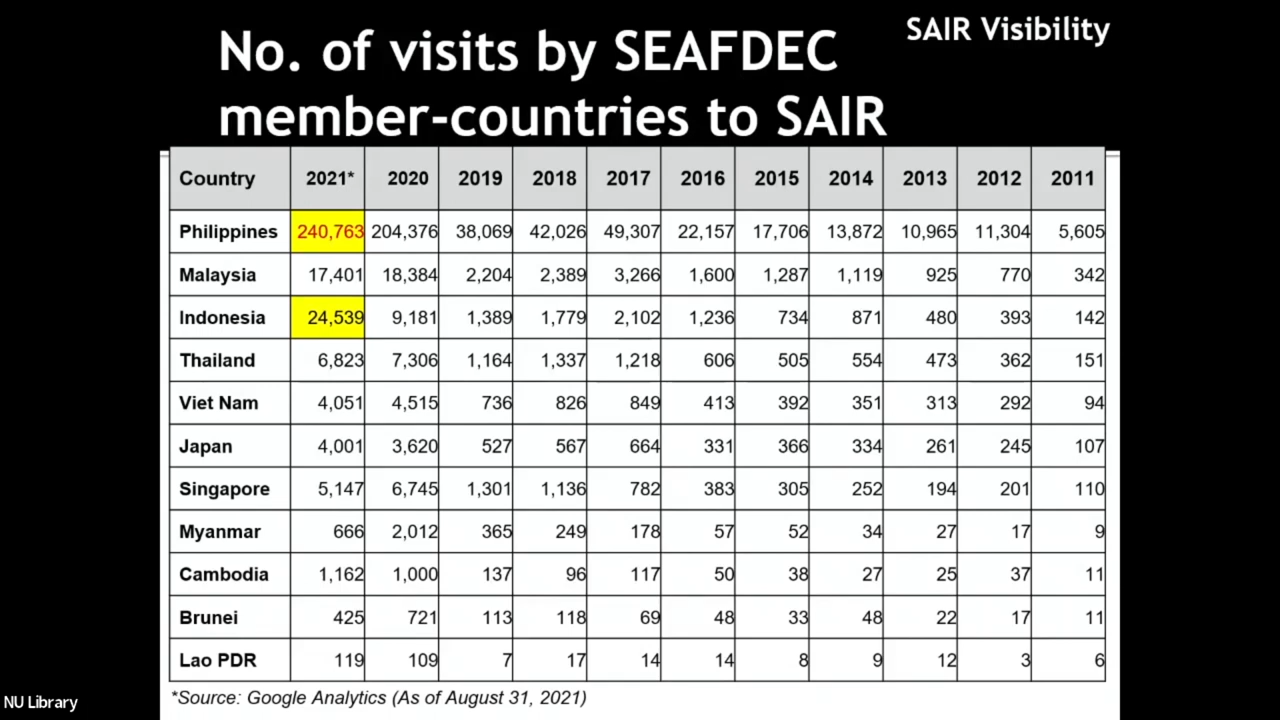 SAIR Visibility
No. of visits by SEAFDEC
member-countries to SAIR
Country 2021* 2020 2019 2018 2017 2016 2015 2014 2013 2012 2011
Philippines 240,763 204,376 38,069 42,026 49,307 22,157 17,706 13,872 10,965 11,304 5,605
Malaysia 17,401 18,384 2,204 2,389 3,266 1,600 1,287 1,119 925 770 342
Indonesia 24,539 9,181 1,389 1,779 2,102 1,236 734 871 480 393 142
Thailand 6,823 7,306 1,164 1,337 1,218 606 505 554 473 362 151
Viet Nam 4,051 4,515 736 826 849 413 392 351 313 292 94
Japan 4,001 3,620 527 567 664 331 366 334 261 245 107
Singapore 5,147 6,745 1,301 1,136 782 383 305 252 194 201 110
Myanmar 666 2,012 365 249 178 57 52 34 27 17 9
Cambodia 1,162 1,000 137 96 117 50 38 27 25 37 11
Brunei 425 721 113 118 69 48 33 48 22 17 11
Lao PDR 119 109 7 17 14 14 8 9 12 3 6
*Source: Google Analytics (As of August 31, 2021)
NU Library